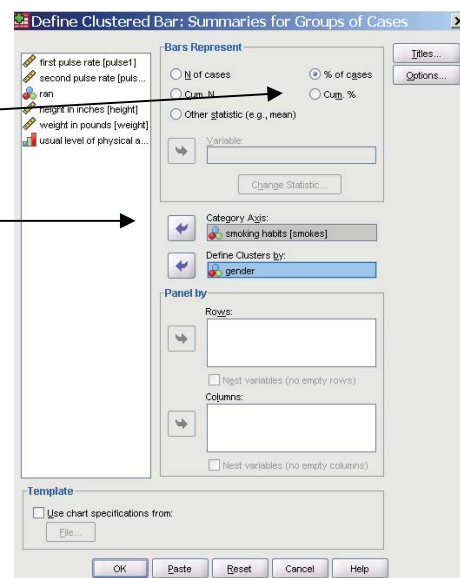 Define Clustered Bar: Summaries for Groups of Cases
first pulse rate [pulse1]
second pulse rate [puls...
ran
height in inches [height]
weight in pounds [weight]
usual level of physical a...
Bars Represent
N of cases
% of cases
Cum. N
Cum. %
Other statistic (e.g., mean)
Variable:
Change Statistic...
Category Axis:
smoking habits [smokes]
Define Clusters by:
gender
Panel by
Rows:
Nest variables (no empty rows)
Columns:
Nest variables (no empty columns)
Titles...
Options...
Template
Use chart specifications from:
File...
OK
Paste
Reset
Cancel
Help